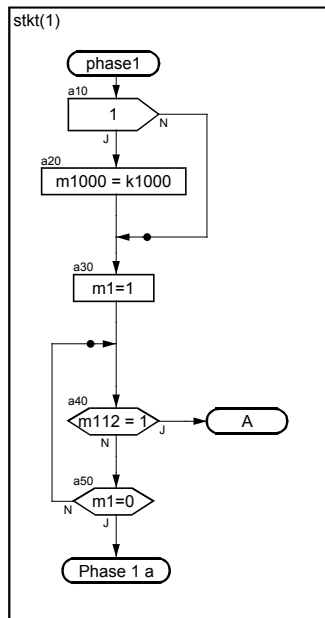 stkt(1)
phase1
a10
1
N
J
a20
m1000 = k1000
a30
m1=1
a40
m112 = 1
J
A
N
a50
m1=0
N
J
Phase 1 a